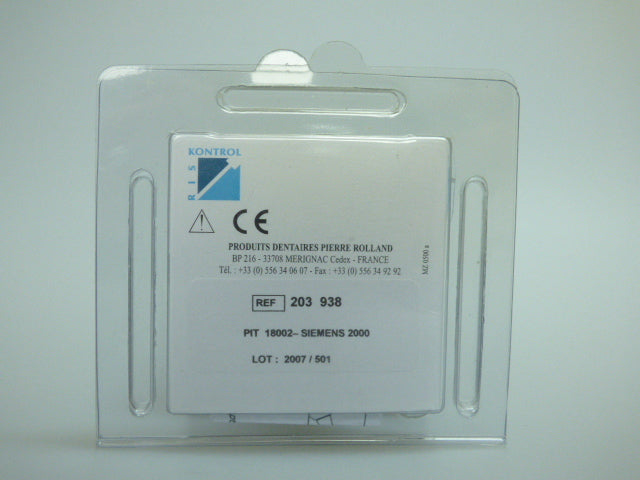 RIS KONTROL
CE
PRODUITS DENTAIRES PIERRE ROLLAND
BP 216 - 33708 MERIGNAC Cedex - FRANCE
Tél. : +33 (0) 556 34 06 07 - Fax : +33 (0) 556 34 92 92
MZ 0500 a
REF 203 938
PIT 18002– SIEMENS 2000
LOT : 2007 / 501